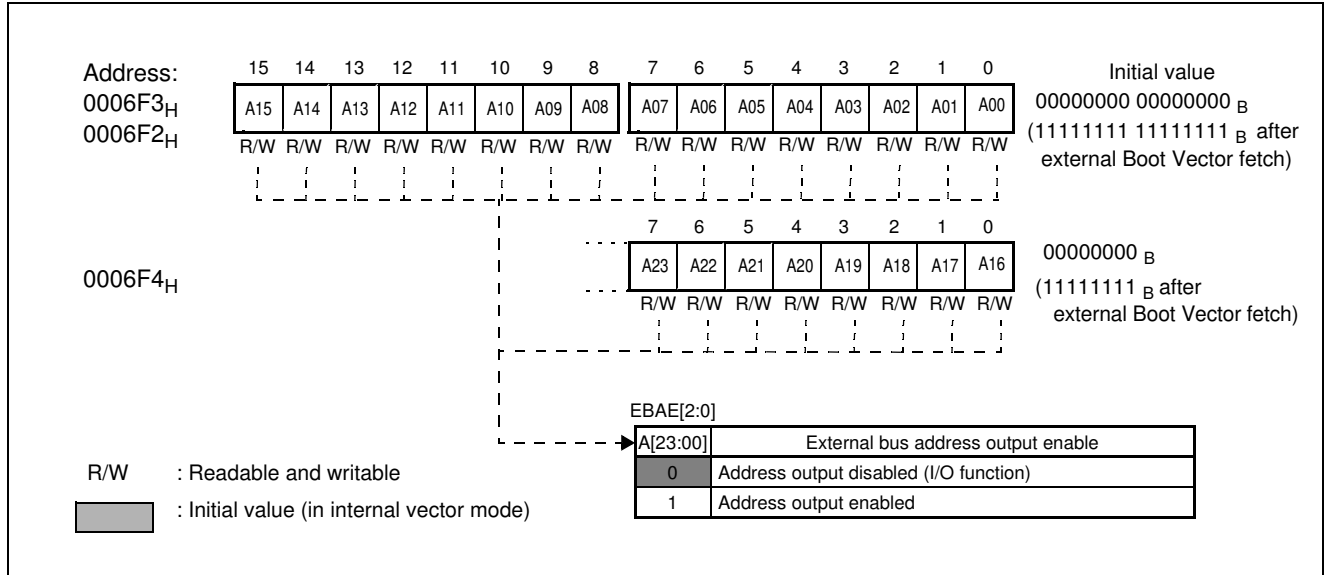 Address:
15 14 13 12 11 10 9 8 7 6 5 4 3 2 1 0
Initial value
0006F3H
A15 A14 A13 A12 A11 A10 A09 A08 A07 A06 A05 A04 A03 A02 A01 A00
00000000 00000000 B
0006F2H
R/W R/W R/W R/W R/W R/W R/W R/W R/W R/W R/W R/W R/W R/W R/W R/W
(11111111 11111111 B after
external Boot Vector fetch)
7 6 5 4 3 2 1 0
0006F4H
A23 A22 A21 A20 A19 A18 A17 A16
00000000 B
R/W R/W R/W R/W R/W R/W R/W R/W
(11111111 B after
external Boot Vector fetch)
EBAE[2:0]
A[23:00] External bus address output enable
0 Address output disabled (I/O function)
1 Address output enabled
R/W : Readable and writable
: Initial value (in internal vector mode)